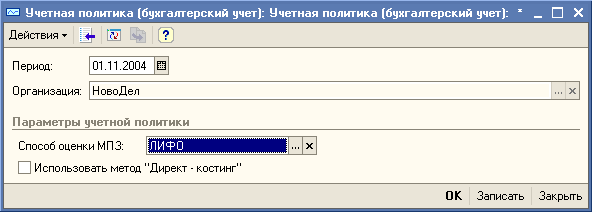 Учетная политика (бухгалтерский учет): Учетная политика (бухгалтерский учет): *
Действия
Период: 01.11.2004
Организация: НовоДел ... ×
Параметры учетной политики
Способ оценки МПЗ: ЛИФО ... ×
Использовать метод "Директ - костинг"
OK Записать Закрыть